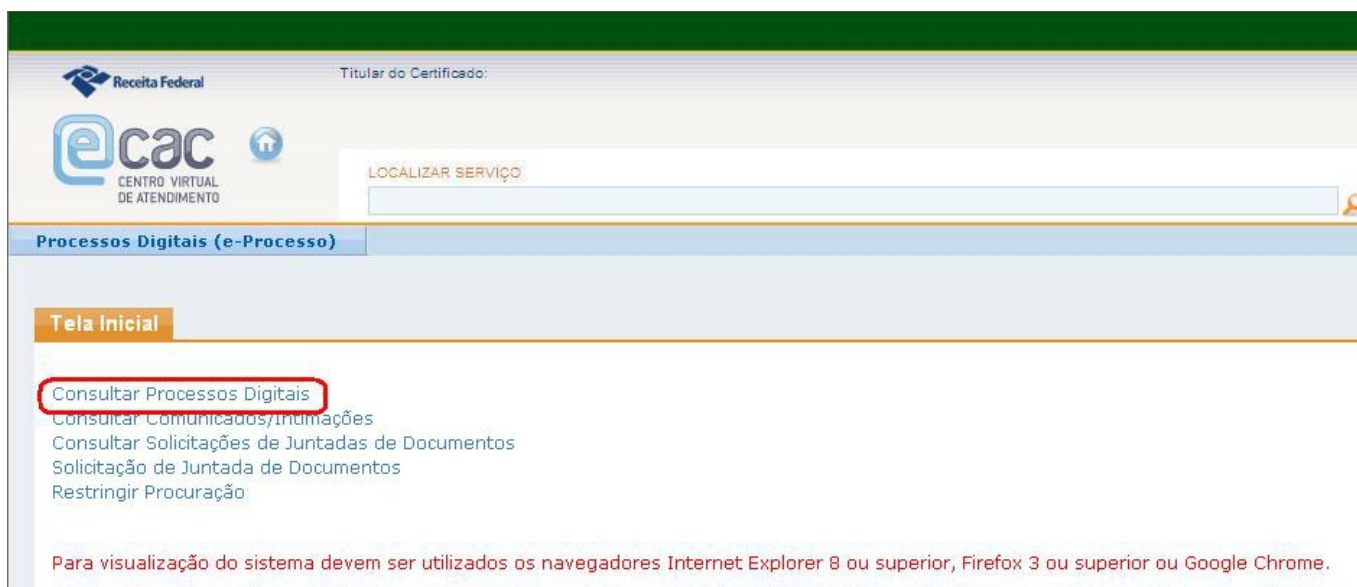 Receita Federal
Titular do Certificado:
ecac
CENTRO VIRTUAL
DE ATENDIMENTO
LOCALIZAR SERVIÇO
Processos Digitais (e-Processo)
Tela Inicial
Consultar Processos Digitais
Consultar Comunicados/Intimações
Consultar Solicitações de Juntadas de Documentos
Solicitação de Juntada de Documentos
Restringir Procuração
Para visualização do sistema devem ser utilizados os navegadores Internet Explorer 8 ou superior, Firefox 3 ou superior ou Google Chrome.